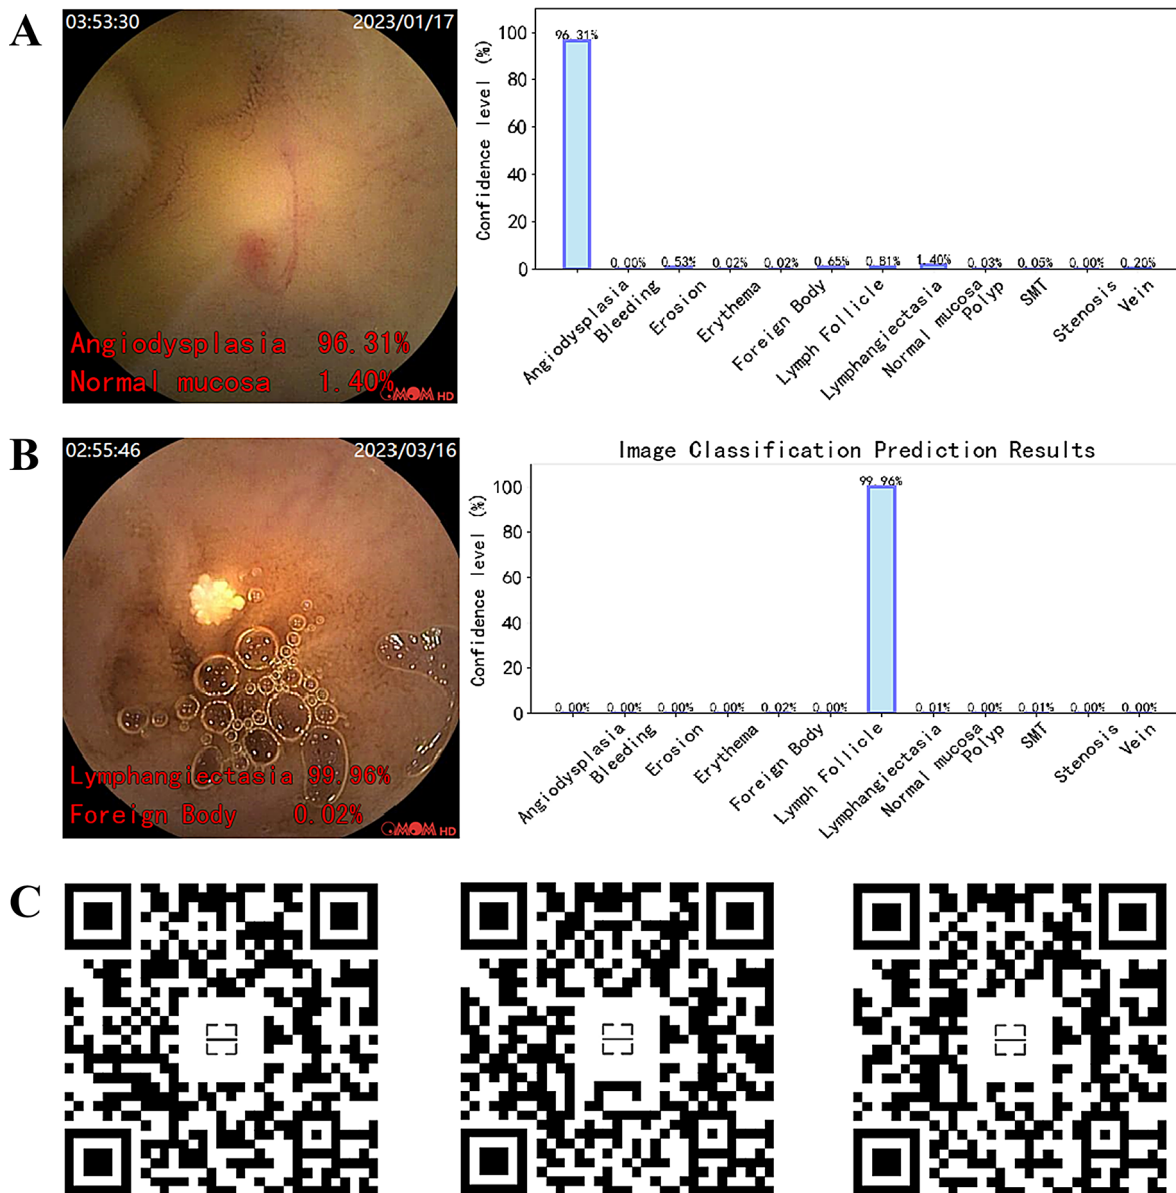 A
03:53:30 2023/01/17
Angiodysplasia 96.31%
Normal mucosa 1.40%
OMOM HD
Confidence level (%)
100
80
60
40
20
0
96.31% 0.00% 0.53% 0.02% 0.02% 0.65% 0.81% 1.40% 0.03% 0.05% 0.00% 0.20%
Angiodysplasia
Bleeding
Erosion
Erythema
Foreign Body
Lymph Follicle
Lymphangiectasia
Normal mucosa
Polyp
SMT
Stenosis
Vein
B
02:55:46 2023/03/16
Lymphangiectasia 99.96%
Foreign Body 0.02%
OMOM HD
Image Classification Prediction Results
Confidence level (%)
100
80
60
40
20
0
0.00% 0.00% 0.00% 0.00% 0.02% 0.00% 99.96% 0.01% 0.00% 0.01% 0.00% 0.00%
Angiodysplasia
Bleeding
Erosion
Erythema
Foreign Body
Lymph Follicle
Lymphangiectasia
Normal mucosa
Polyp
SMT
Stenosis
Vein
C